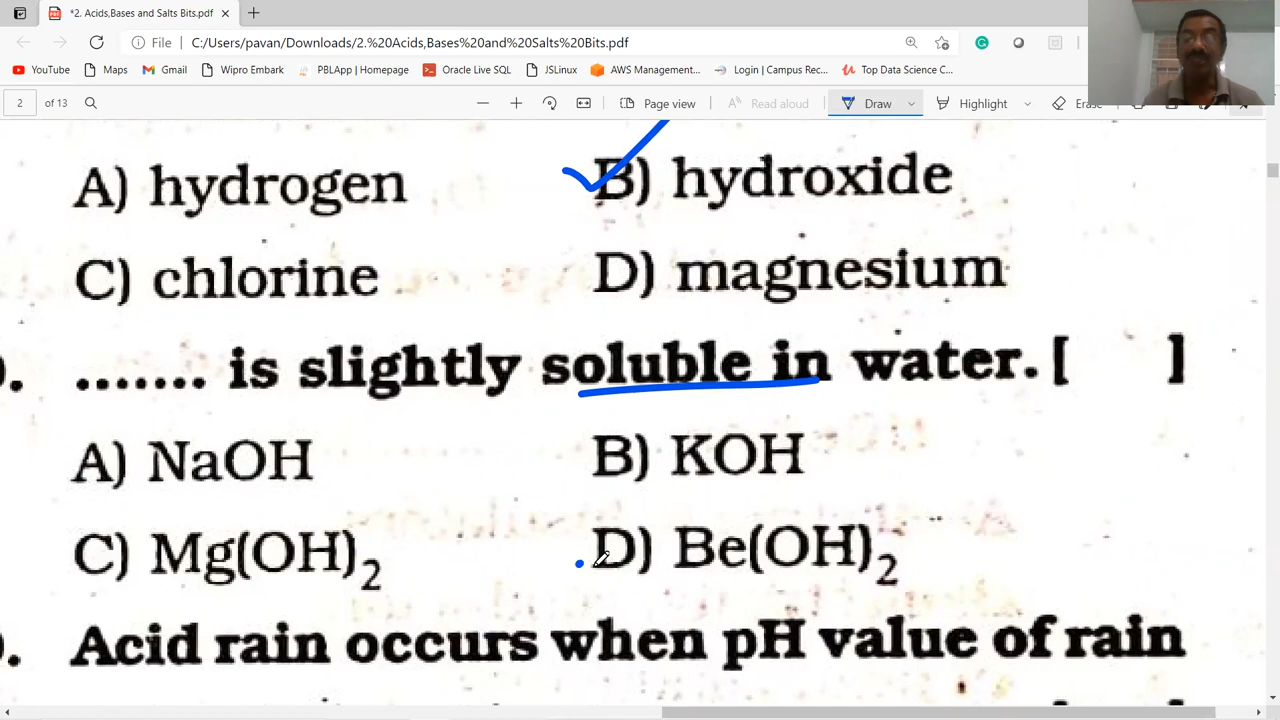 *2. Acids,Bases and Salts Bits.pdf
File C:/Users/pavan/Downloads/2.%20Acids,Bases%20and%20Salts%20Bits.pdf
YouTube Maps Gmail Wipro Embark PBLApp | Homepage Oracle SQL JSLinux AWS Management... Login | Campus Rec... Top Data Science C...
2 of 13 Page view Read aloud Draw Highlight
A) hydrogen B) hydroxide
C) chlorine D) magnesium
....... is slightly soluble in water. [ ]
A) NaOH B) KOH
C) Mg(OH)2 D) Be(OH)2
Acid rain occurs when pH value of rain